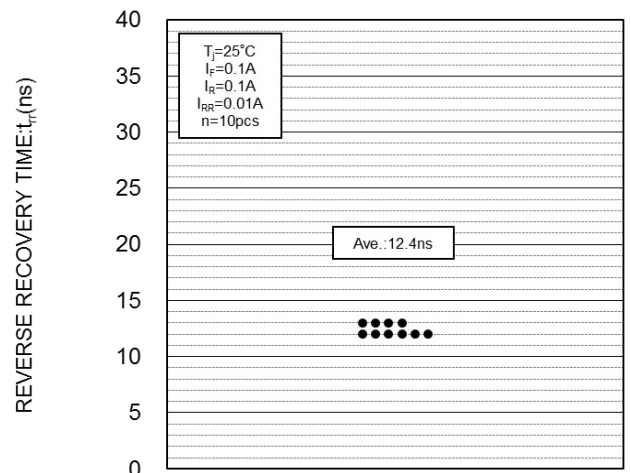 REVERSE RECOVERY TIME:trr(ns)
40
35
30
25
20
15
10
5
0
Tj=25°C
IF=0.1A
IR=0.1A
IRR=0.01A
n=10pcs
Ave.:12.4ns